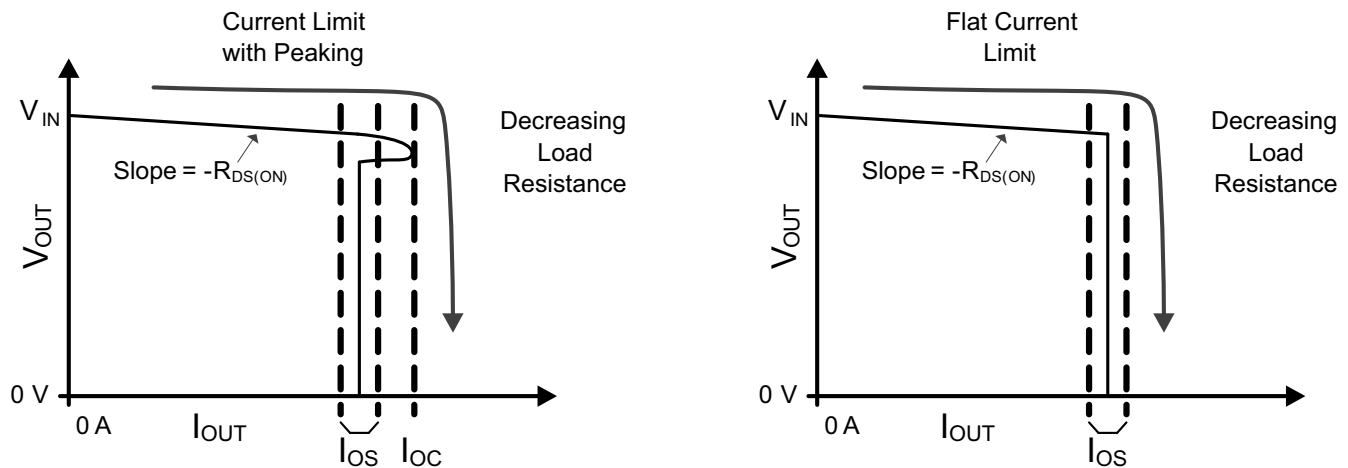 Current Limit
with Peaking
V_IN
Slope = -R_DS(ON)
Decreasing
Load
Resistance
V_OUT
0 V
0 A
I_OUT
I_OS
I_OC
Flat Current
Limit
V_IN
Slope = -R_DS(ON)
Decreasing
Load
Resistance
V_OUT
0 V
0 A
I_OUT
I_OS